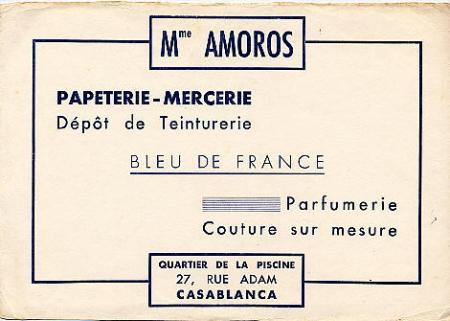 Mme AMOROS
PAPETERIE-MERCERIE
Dépôt de Teinturerie
BLEU DE FRANCE
Parfumerie
Couture sur mesure
QUARTIER DE LA PISCINE
27, RUE ADAM
CASABLANCA